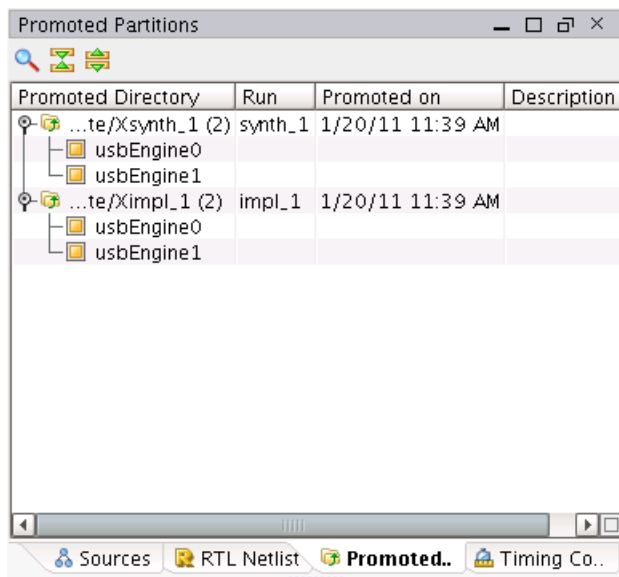 Promoted Partitions
Promoted Directory Run Promoted on Description
...te/Xsynth_1 (2) synth_1 1/20/11 11:39 AM
usbEngine0
usbEngine1
...te/Ximpl_1 (2) impl_1 1/20/11 11:39 AM
usbEngine0
usbEngine1
Sources RTL Netlist Promoted.. Timing Co..